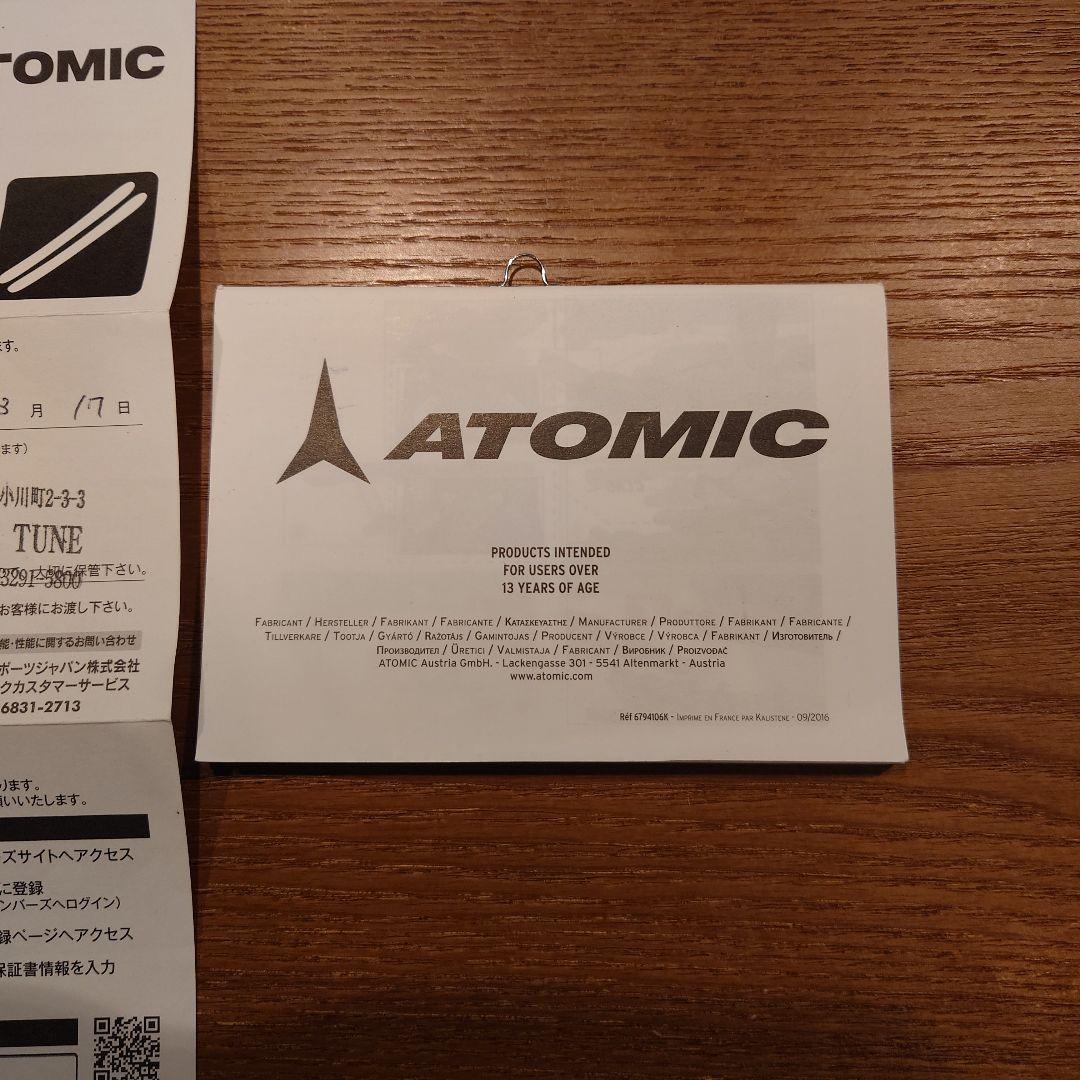 TOMIC
ます。
3月 17日
ます）
小川町2-3-3
TUNE
3291-5800
大切に保管下さい。
お客様にお渡し下さい。
能・性能に関するお問い合わせ
ポーツジャパン株式会社
クカスタマーサービス
6831-2713
ります。
願いいたします。
ズサイトへアクセス
に登録
ンバーズへログイン）
録ページへアクセス
保証書情報を入力
ATOMIC
PRODUCTS INTENDED
FOR USERS OVER
13 YEARS OF AGE
Fabricant / Hersteller / Fabrikant / Fabricante / Κατασκευαστης / Manufacturer / Produttore / Fabrikant / Fabricante /
Tillverkare / Tootja / Gyártó / Ražotājs / Gamintojas / Producent / Výrobce / Výrobca / Fabrikant / Изготовитель /
Производител / Üretici / Valmistaja / Fabricant / Виробник / Proizvođač
ATOMIC Austria GmbH. - Lackengasse 301 - 5541 Altenmarkt - Austria
www.atomic.com
Réf 6794106K - Imprime en France par Kalistene - 09/2016